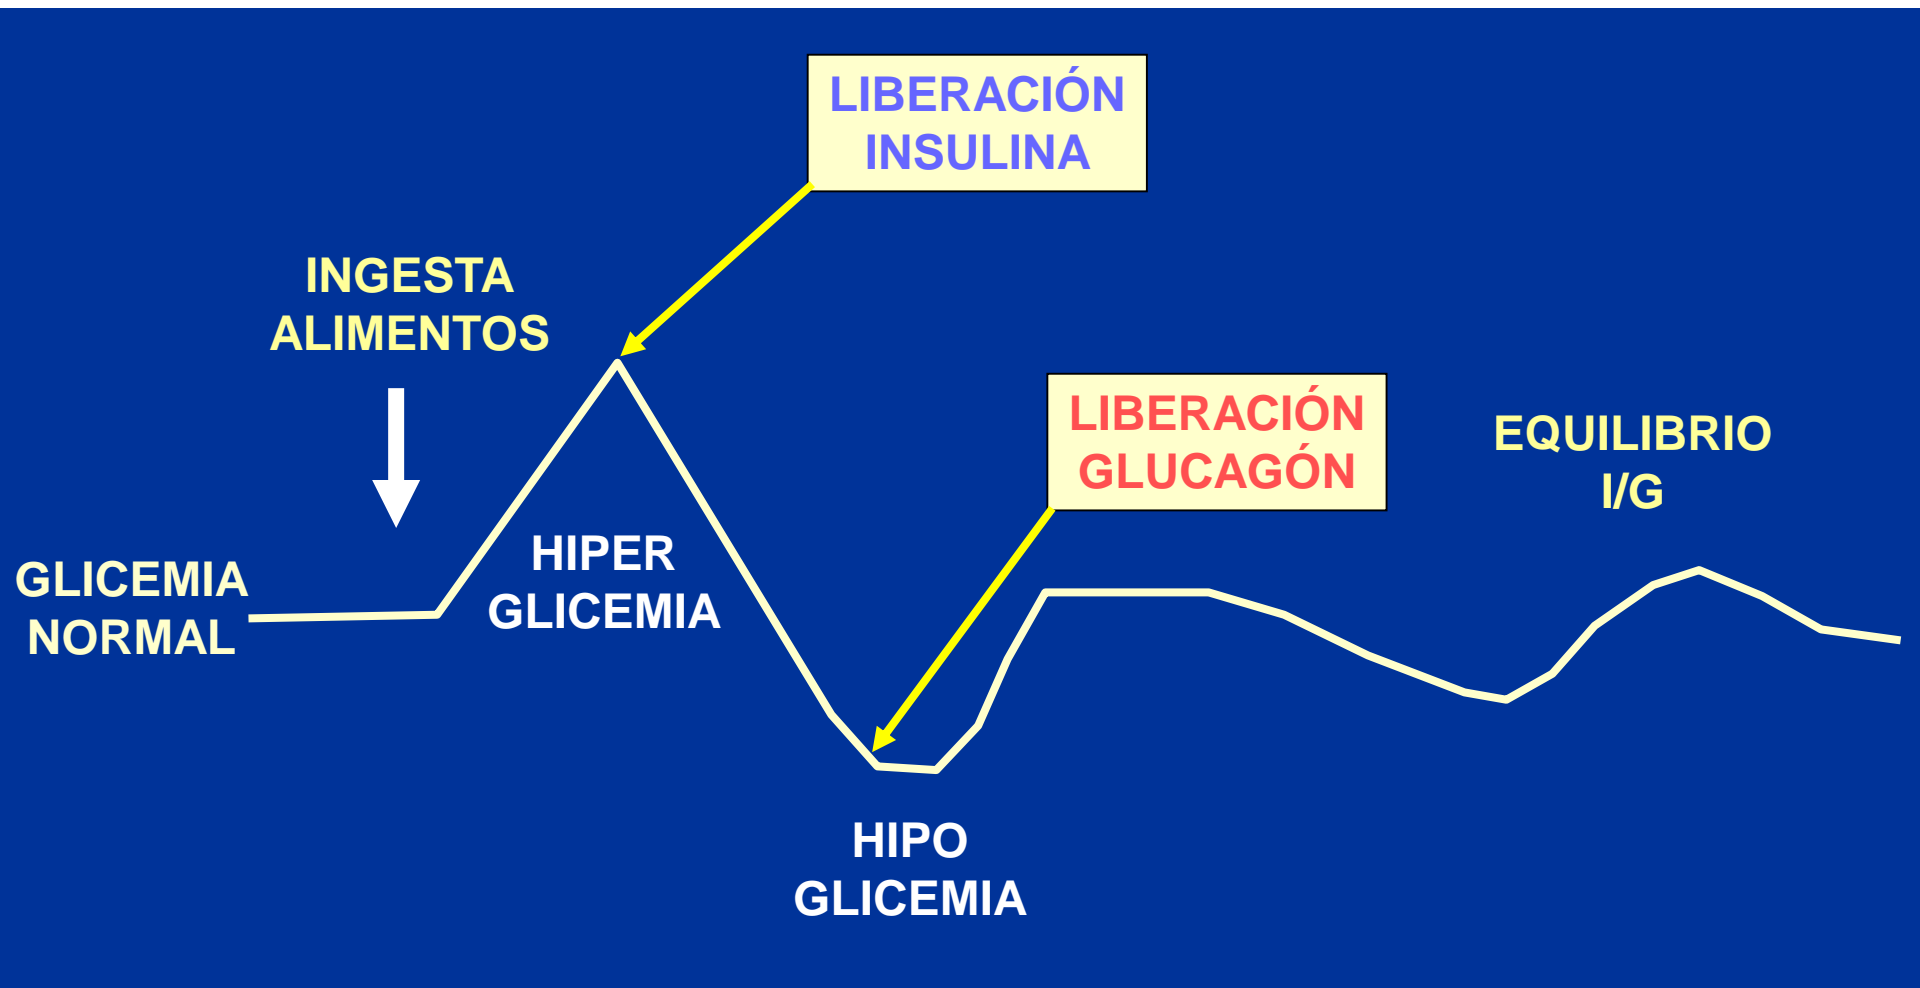 LIBERACIÓN
INSULINA
INGESTA
ALIMENTOS
LIBERACIÓN
GLUCAGÓN
EQUILIBRIO
I/G
GLICEMIA
NORMAL
HIPER
GLICEMIA
HIPO
GLICEMIA